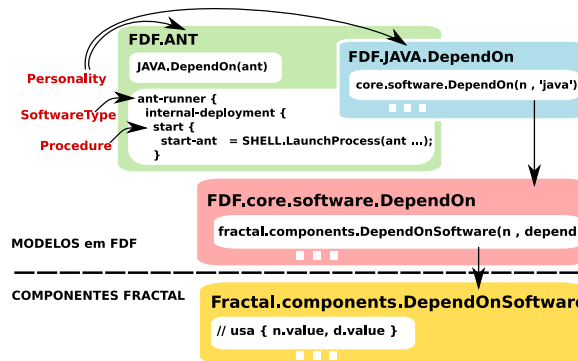 FDF.ANT
JAVA.DependOn(ant)
FDF.JAVA.DependOn
core.software.DependOn(n , 'java')
Personality
SoftwareType
Procedure
ant-runner {
internal-deployment {
start {
start-ant = SHELL.LaunchProcess(ant ...);
}
FDF.core.software.DependOn
fractal.components.DependOnSoftware(n , depend
MODELOS em FDF
COMPONENTES FRACTAL
Fractal.components.DependOnSoftware
// usa { n.value, d.value }